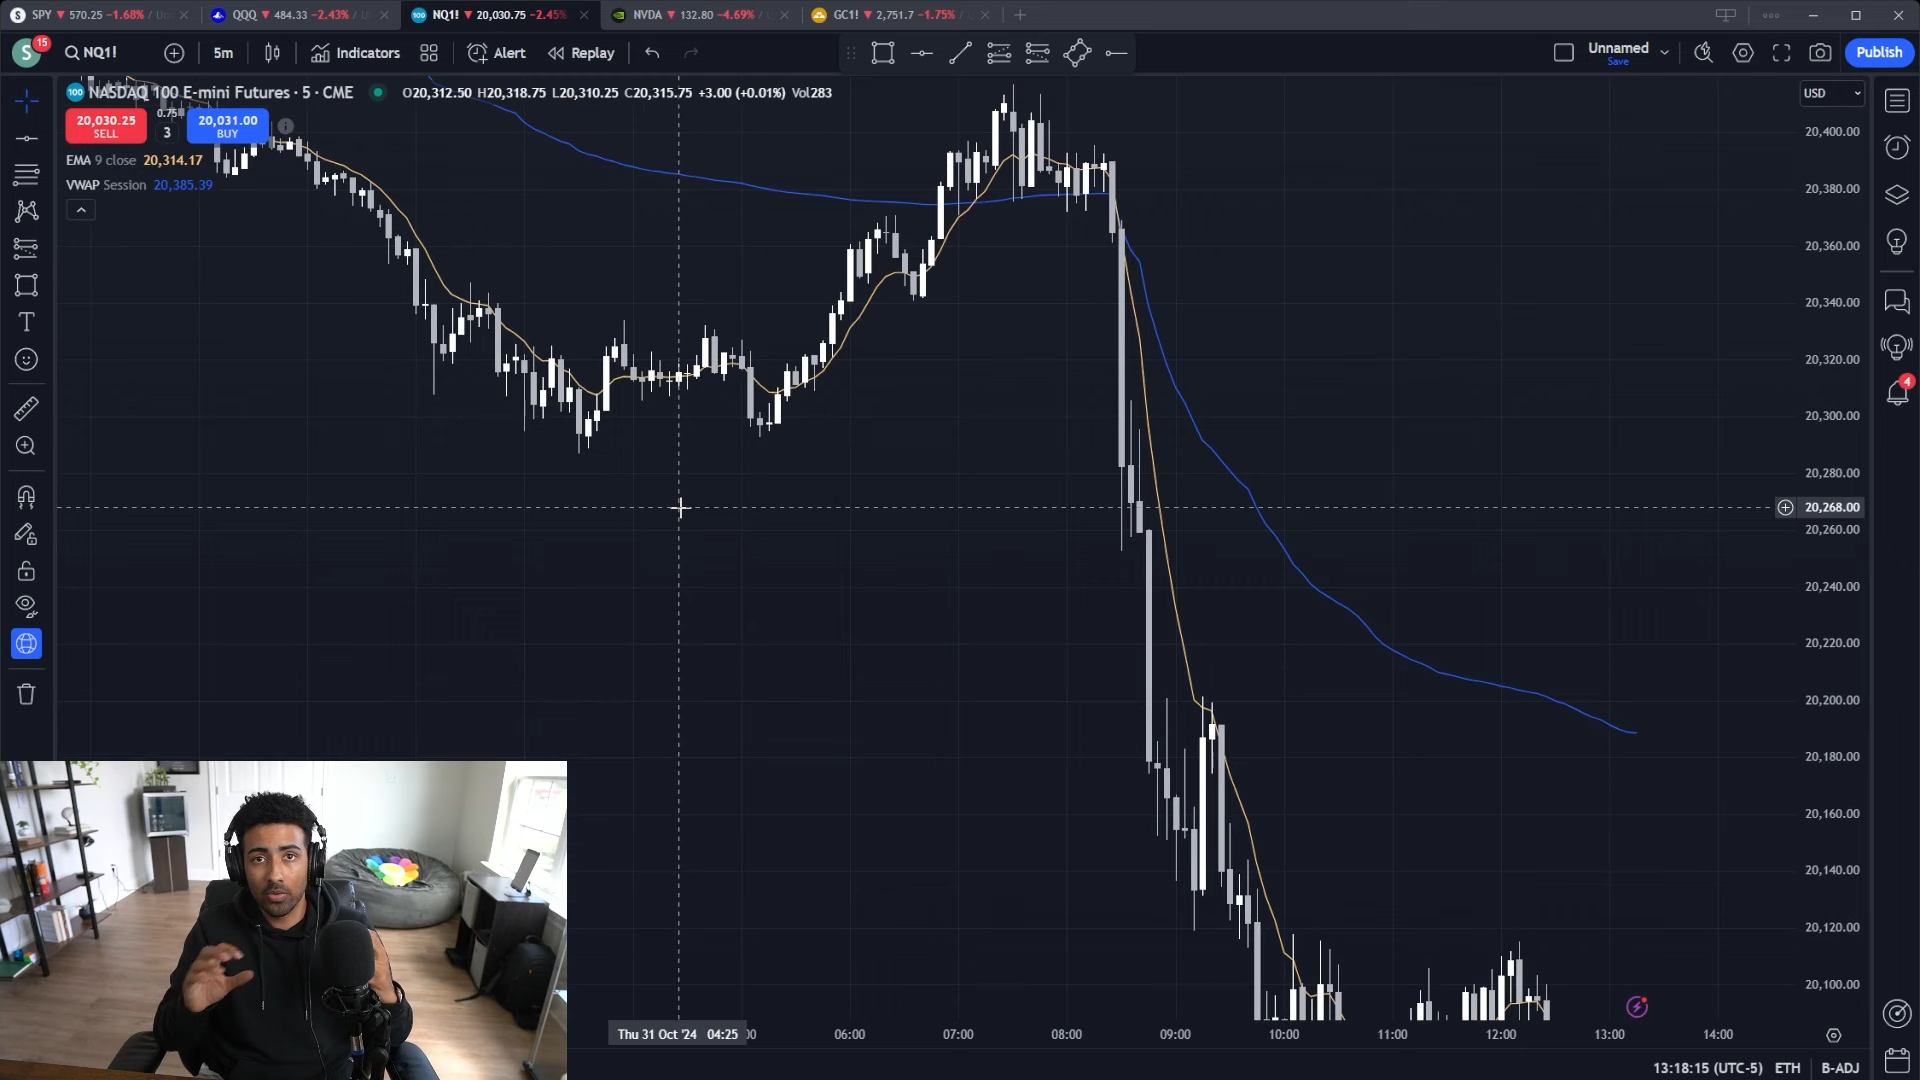 S SPY 570.25 −1.68% / Un
QQQ 484.33 −2.43% / U
100 NQ1! 20,030.75 −2.45%
NVDA 132.80 −4.69% /
GC1! 2,751.7 −1.75% /
S 15 NQ1! 5m Indicators Alert Replay Unnamed Save Publish
100 NASDAQ 100 E-mini Futures · 5 · CME O20,312.50 H20,318.75 L20,310.25 C20,315.75 +3.00 (+0.01%) Vol283
20,030.25 SELL
0.75
3
20,031.00 BUY
EMA 9 close 20,314.17
VWAP Session 20,385.39
USD
20,400.00
20,380.00
20,360.00
20,340.00
20,320.00
20,300.00
20,280.00
20,268.00
20,260.00
20,240.00
20,220.00
20,200.00
20,180.00
20,160.00
20,140.00
20,120.00
20,100.00
4
Thu 31 Oct '24 04:25 :00 06:00 07:00 08:00 09:00 10:00 11:00 12:00 13:00 14:00
13:18:15 (UTC-5) ETH B-ADJ